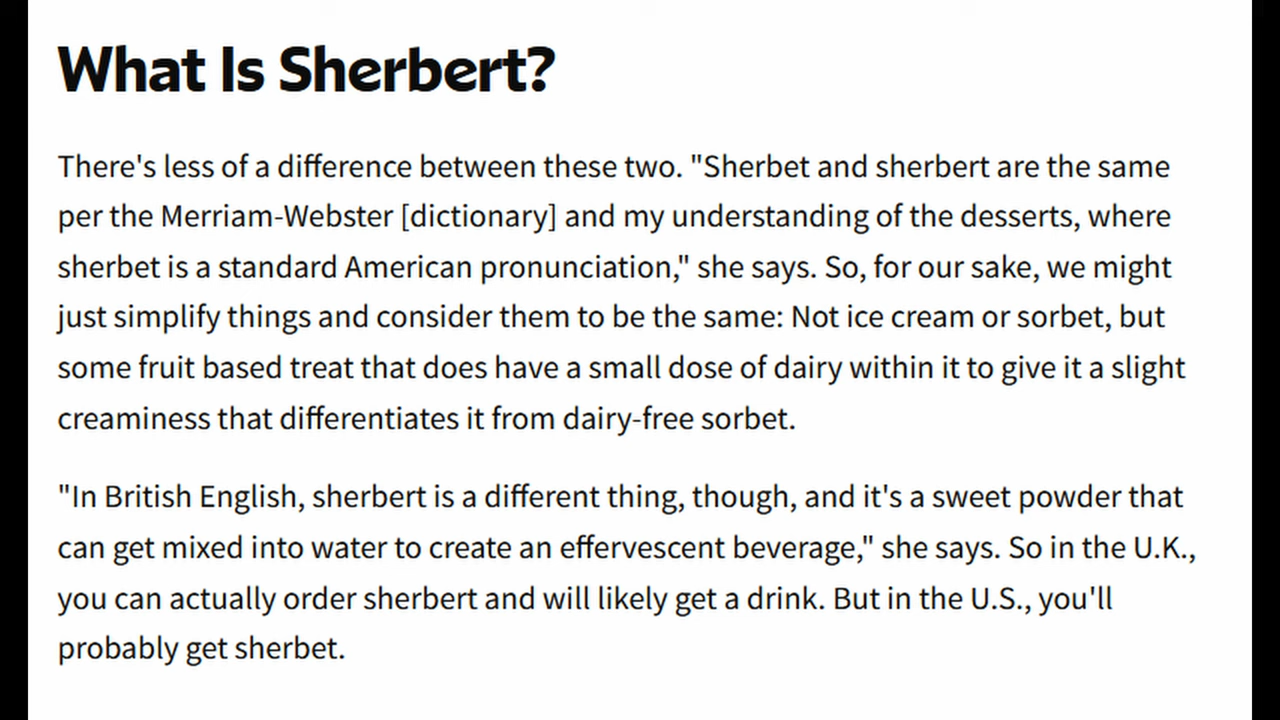 What Is Sherbert?
There's less of a difference between these two. "Sherbet and sherbert are the same
per the Merriam-Webster [dictionary] and my understanding of the desserts, where
sherbet is a standard American pronunciation," she says. So, for our sake, we might
just simplify things and consider them to be the same: Not ice cream or sorbet, but
some fruit based treat that does have a small dose of dairy within it to give it a slight
creaminess that differentiates it from dairy-free sorbet.
"In British English, sherbert is a different thing, though, and it's a sweet powder that
can get mixed into water to create an effervescent beverage," she says. So in the U.K.,
you can actually order sherbert and will likely get a drink. But in the U.S., you'll
probably get sherbet.